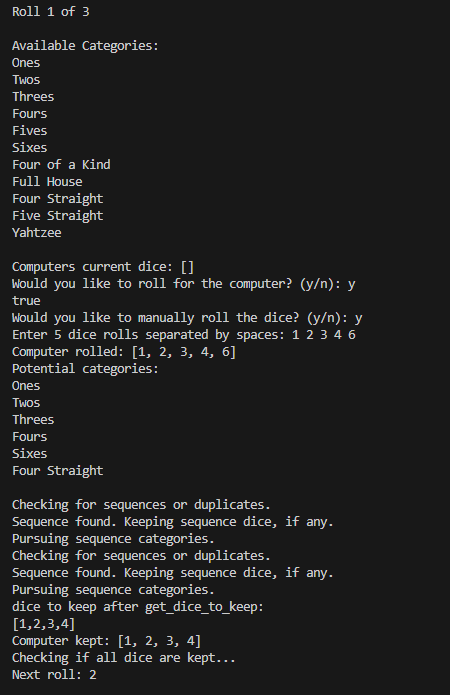 Roll 1 of 3
Available Categories:
Ones
Twos
Threes
Fours
Fives
Sixes
Four of a Kind
Full House
Four Straight
Five Straight
Yahtzee
Computers current dice: []
Would you like to roll for the computer? (y/n): y
true
Would you like to manually roll the dice? (y/n): y
Enter 5 dice rolls separated by spaces: 1 2 3 4 6
Computer rolled: [1, 2, 3, 4, 6]
Potential categories:
Ones
Twos
Threes
Fours
Sixes
Four Straight
Checking for sequences or duplicates.
Sequence found. Keeping sequence dice, if any.
Pursuing sequence categories.
Checking for sequences or duplicates.
Sequence found. Keeping sequence dice, if any.
Pursuing sequence categories.
dice to keep after get_dice_to_keep:
[1,2,3,4]
Computer kept: [1, 2, 3, 4]
Checking if all dice are kept...
Next roll: 2